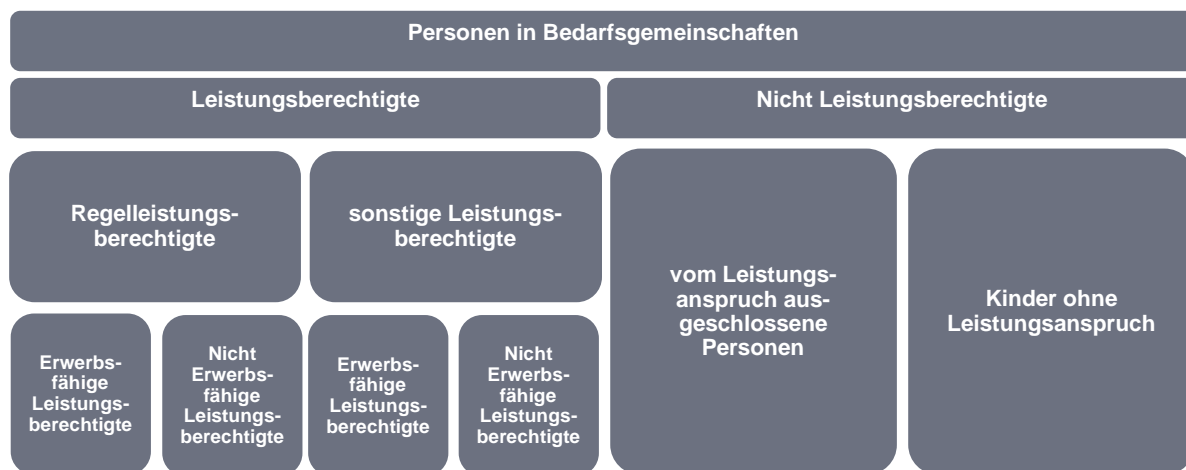 Personen in Bedarfsgemeinschaften
Leistungsberechtigte
Nicht Leistungsberechtigte
Regelleistungs-
berechtigte
sonstige Leistungs-
berechtigte
vom Leistungs-
anspruch aus-
geschlossene
Personen
Kinder ohne
Leistungsanspruch
Erwerbs-
fähige
Leistungs-
berechtigte
Nicht
Erwerbs-
fähige
Leistungs-
berechtigte
Erwerbs-
fähige
Leistungs-
berechtigte
Nicht
Erwerbs-
fähige
Leistungs-
berechtigte